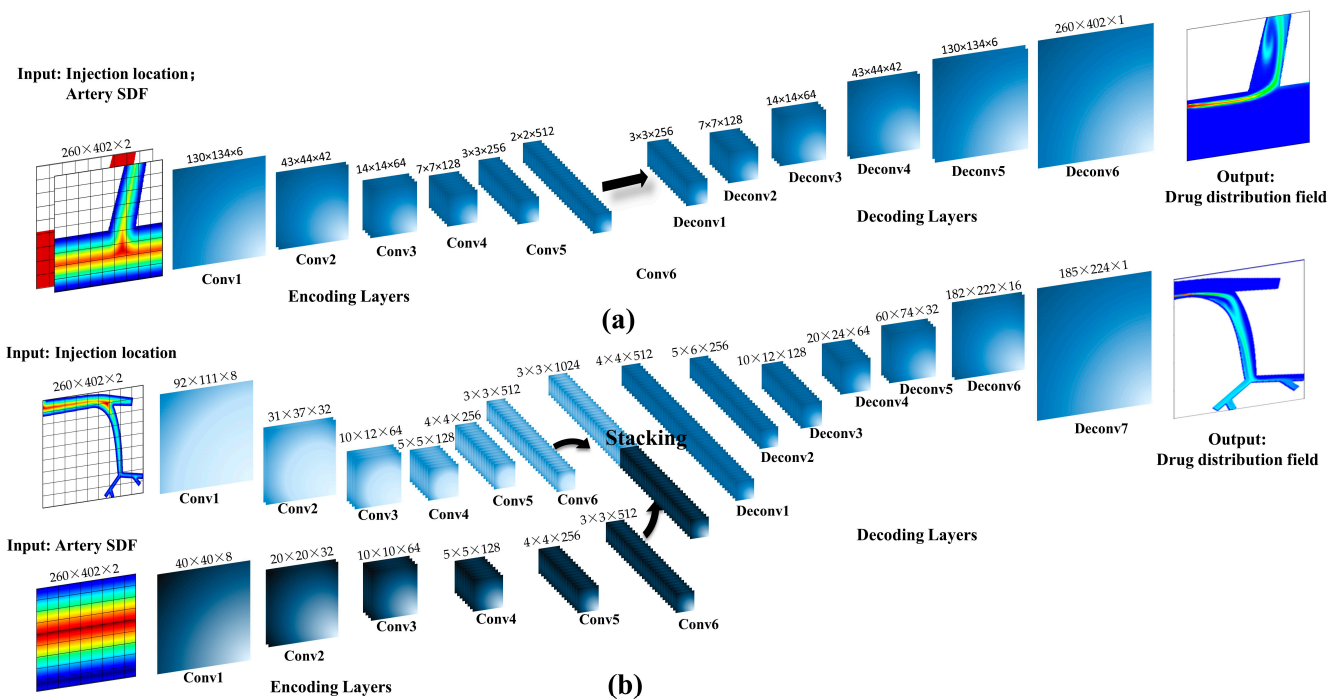 Input: Injection location;
Artery SDF
260×402×2
130×134×6
43×44×42
14×14×64
7×7×128
3×3×256
2×2×512
3×3×256
7×7×128
14×14×64
43×44×42
130×134×6
260×402×1
Conv1
Conv2
Conv3
Conv4
Conv5
Conv6
Deconv1
Deconv2
Deconv3
Deconv4
Deconv5
Deconv6
Output:
Drug distribution field
Encoding Layers
Decoding Layers
(a)
Input: Injection location
260×402×2
92×111×8
31×37×32
10×12×64
5×5×128
4×4×256
3×3×512
3×3×1024
4×4×512
5×6×256
10×12×128
20×24×64
60×74×32
182×222×16
185×224×1
Conv1
Conv2
Conv3
Conv4
Conv5
Conv6
Stacking
Deconv1
Deconv2
Deconv3
Deconv4
Deconv5
Deconv6
Deconv7
Output:
Drug distribution field
Input: Artery SDF
260×402×2
40×40×8
20×20×32
10×10×64
5×5×128
4×4×256
3×3×512
Conv1
Conv2
Conv3
Conv4
Conv5
Conv6
Encoding Layers
Decoding Layers
(b)